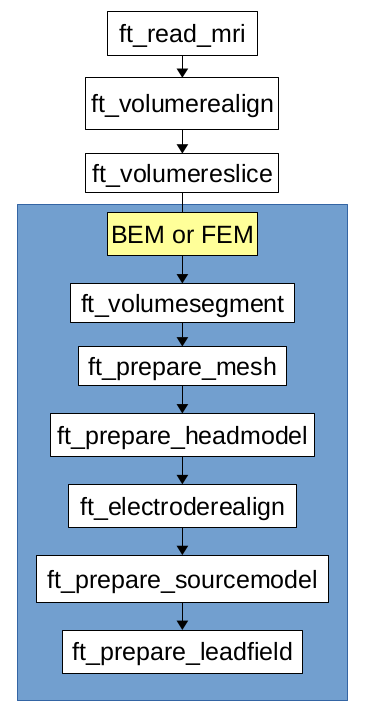 ft_read_mri
ft_volumerealign
ft_volumereslice
BEM or FEM
ft_volumesegment
ft_prepare_mesh
ft_prepare_headmodel
ft_electroderealign
ft_prepare_sourcemodel
ft_prepare_leadfield